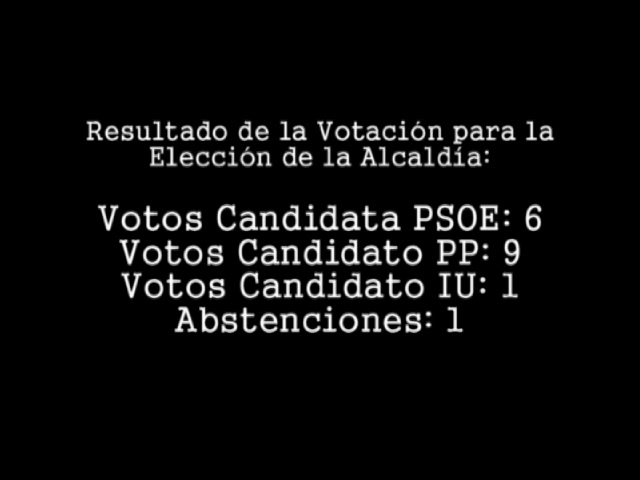 Resultado de la Votación para la
Elección de la Alcaldía:
Votos Candidata PSOE: 6
Votos Candidato PP: 9
Votos Candidato IU: 1
Abstenciones: 1